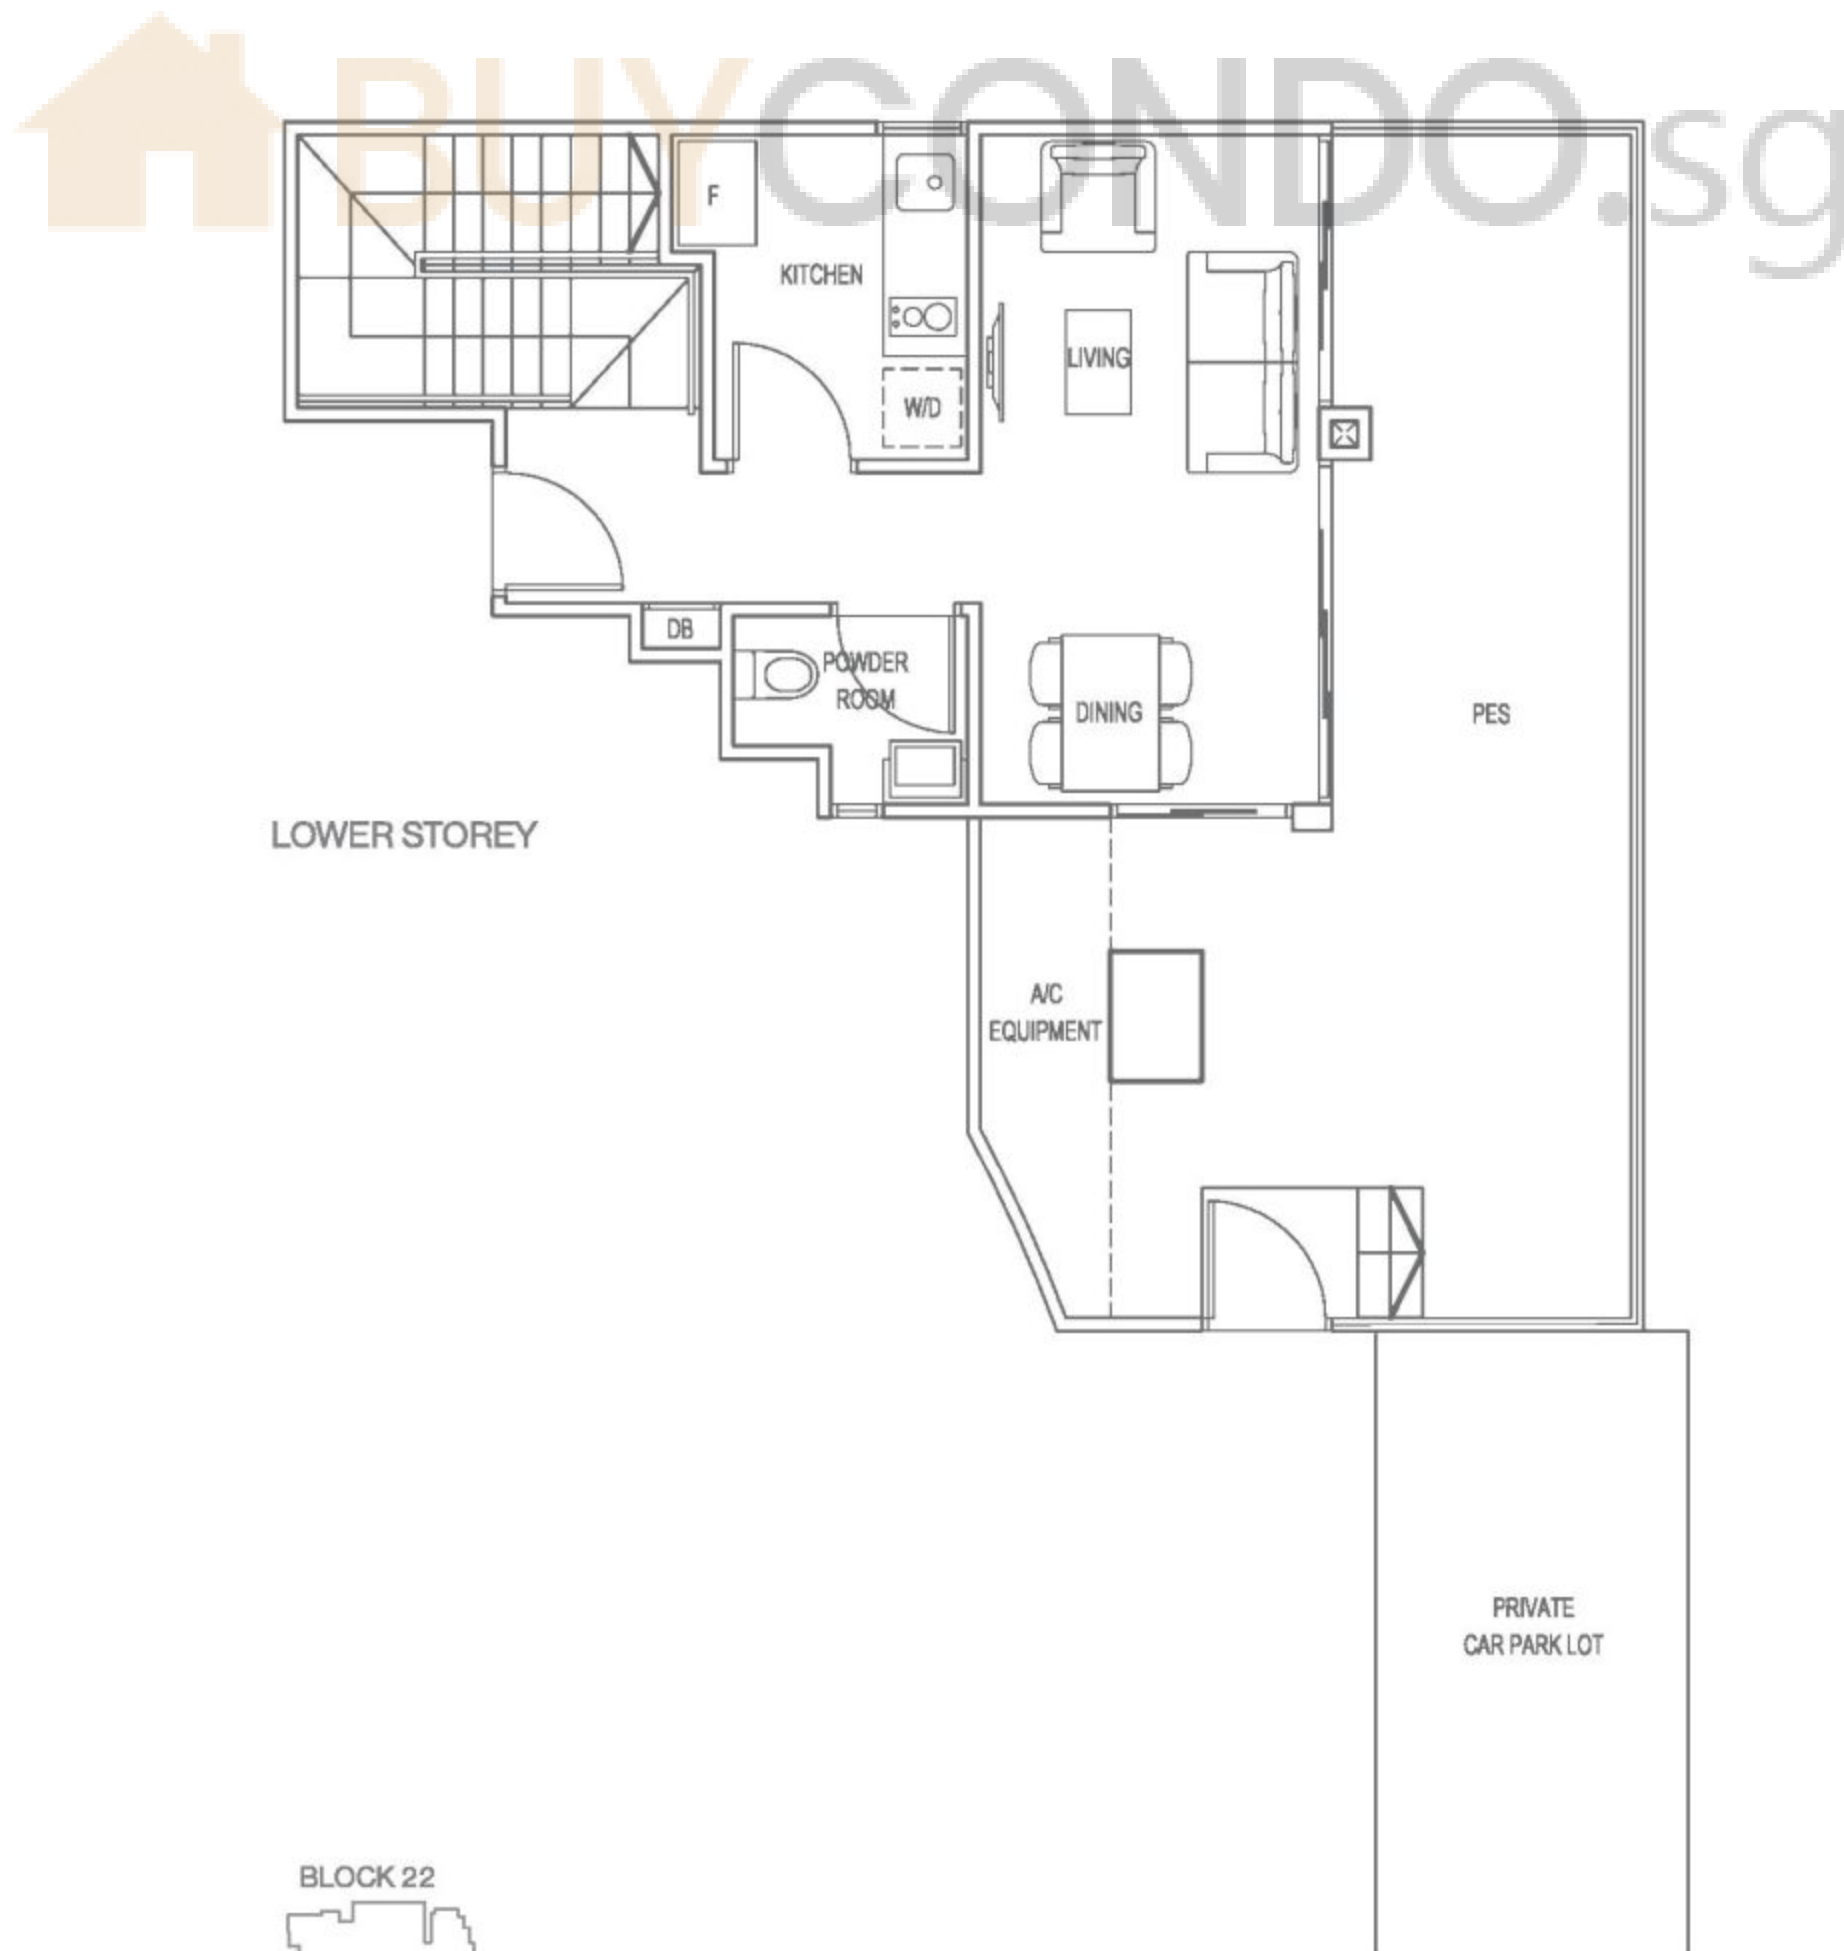 BUYCONDO.sg
F
KITCHEN
LIVING
W/D
DB
POWDER
ROOM
DINING
PES
LOWER STOREY
A/C
EQUIPMENT
PRIVATE
CAR PARK LOT
BLOCK 22